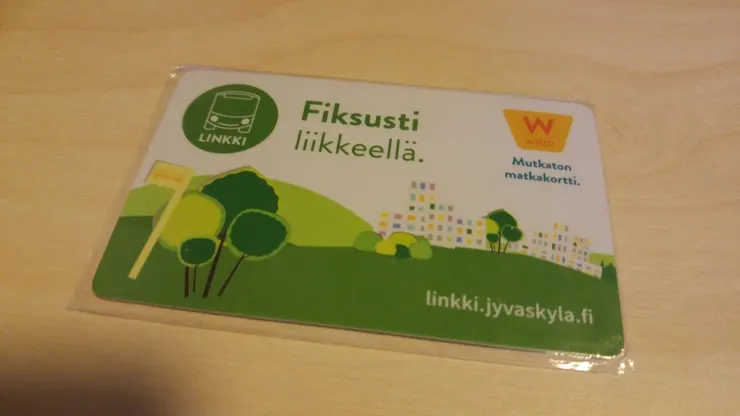 LINKKI
Fiksusti
liikkeellä.
W
waltti
Mutkaton
matkakortti.
linkki.jyvaskyla.fi